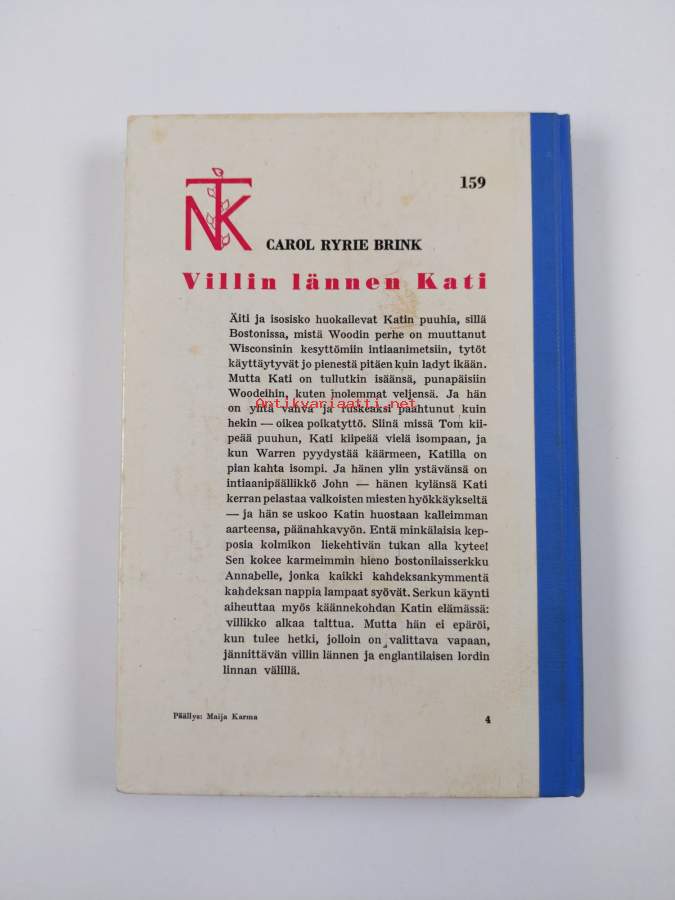 159
NTK
CAROL RYRIE BRINK
Villin lännen Kati
Äiti ja isosisko huokailevat Katin puuhia, sillä
Bostonissa, mistä Woodin perhe on muuttanut
Wisconsinin kesyttömiin intiaanimetsiin, tytöt
käyttäytyvät jo pienestä pitäen kuin ladyt ikään.
Mutta Kati on tullutkin isäänsä, punapäisiin
Woodeihin, kuten molemmat veljensä. Ja hän
Antikvariaatti.net
on yhtä vahva ja ruskeaksi paahtunut kuin
hekin — oikea poikatyttö. Siinä missä Tom kii-
peää puuhun, Kati kiipeää vielä isompaan, ja
kun Warren pyydystää käärmeen, Katilla on
pian kahta isompi. Ja hänen ylin ystävänsä on
intiaanipäällikkö John — hänen kylänsä Kati
kerran pelastaa valkoisten miesten hyökkäykseltä
— ja hän se uskoo Katin huostaan kalleimman
aarteensa, päänahkavyön. Entä minkälaisia kep-
posia kolmikon liekehtivän tukan alla kytee!
Sen kokee karmeimmin hieno bostonilaisserkku
Annabelle, jonka kaikki kahdeksankymmentä
kahdeksan nappia lampaat syövät. Serkun käynti
aiheuttaa myös käännekohdan Katin elämässä:
villikko alkaa talttua. Mutta hän ei epäröi,
kun tulee hetki, jolloin on valittava vapaan,
jännittävän villin lännen ja englantilaisen lordin
linnan välillä.
Päällys: Maija Karma
4